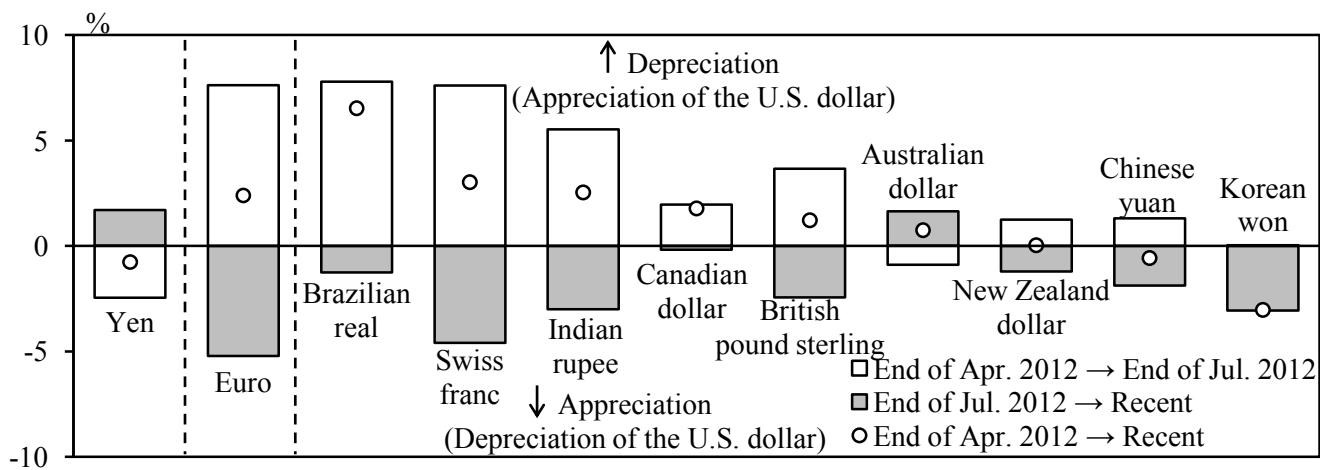 %
10
5
0
-5
-10
↑ Depreciation
(Appreciation of the U.S. dollar)
Australian
dollar
Chinese
yuan
Korean
won
Yen
Euro
Brazilian
real
Swiss
franc
Indian
rupee
Canadian
dollar
British
pound sterling
New Zealand
dollar
↓ Appreciation
(Depreciation of the U.S. dollar)
End of Apr. 2012 → End of Jul. 2012
End of Jul. 2012 → Recent
End of Apr. 2012 → Recent